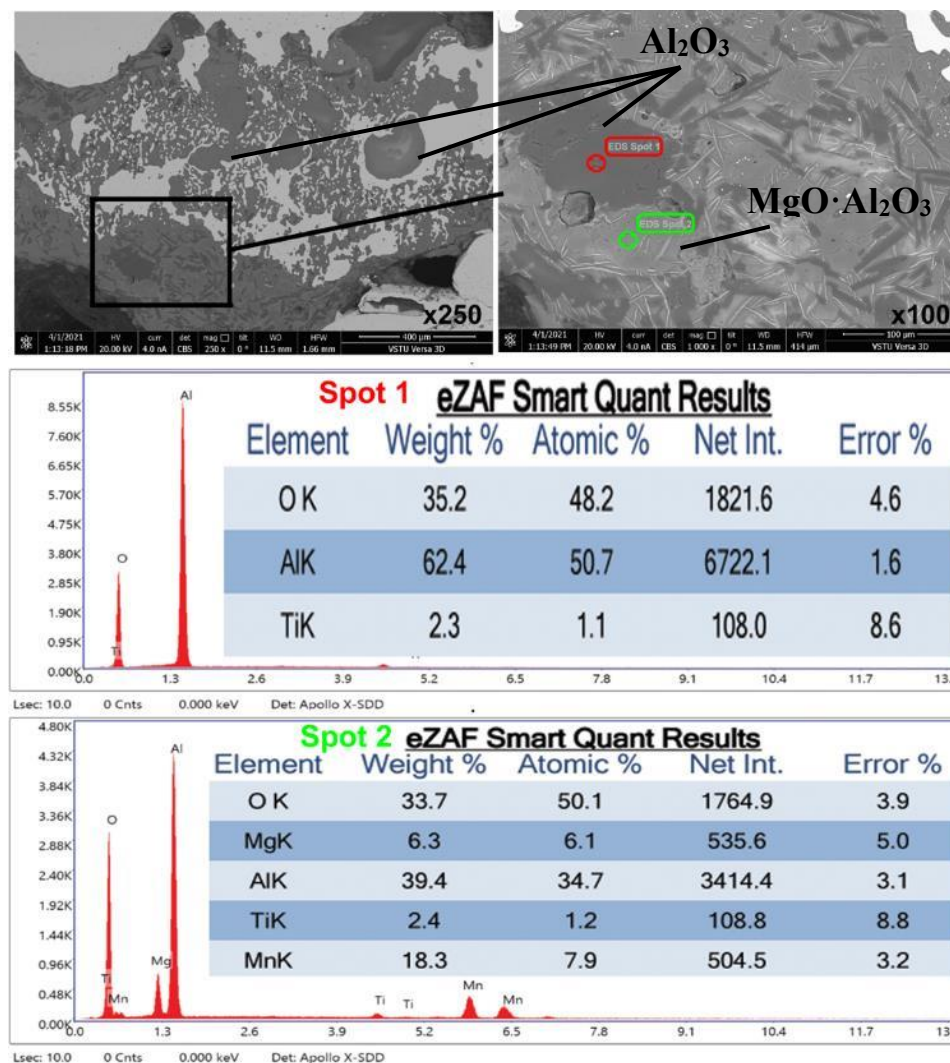 Al₂O₃
EDS Spot 1
MgO·Al₂O₃
EDS Spot 2
x250
x100
4/1/2021 HV curr det mag □ tilt WD HFW 400 µm
1:13:18 PM 20.00 kV 4.0 nA CBS 250 x 0 ° 11.5 mm 1.66 mm VSTU Versa 3D
4/1/2021 HV curr det mag □ tilt WD HFW 100 µm
1:13:49 PM 20.00 kV 4.0 nA CBS 1 000 x 0 ° 11.5 mm 414 µm VSTU Versa 3D
Spot 1 eZAF Smart Quant Results
Element Weight % Atomic % Net Int. Error %
O K 35.2 48.2 1821.6 4.6
AlK 62.4 50.7 6722.1 1.6
TiK 2.3 1.1 108.0 8.6
8.55K
7.60K
6.65K
5.70K
4.75K
3.80K
2.85K
1.90K
0.95K
0.00K
Al
O
Ti
0.0 1.3 2.6 3.9 5.2 6.5 7.8 9.1 10.4 11.7 13.
Lsec: 10.0 0 Cnts 0.000 keV Det: Apollo X-SDD
Spot 2 eZAF Smart Quant Results
Element Weight % Atomic % Net Int. Error %
O K 33.7 50.1 1764.9 3.9
MgK 6.3 6.1 535.6 5.0
AlK 39.4 34.7 3414.4 3.1
TiK 2.4 1.2 108.8 8.8
MnK 18.3 7.9 504.5 3.2
4.80K
4.32K
3.84K
3.36K
2.88K
2.40K
1.92K
1.44K
0.96K
0.48K
0.00K
Al
O
Mg
Ti
Mn
Ti
Ti
Mn
Mn
0.0 1.3 2.6 3.9 5.2 6.5 7.8 9.1 10.4 11.7 13.
Lsec: 10.0 0 Cnts 0.000 keV Det: Apollo X-SDD